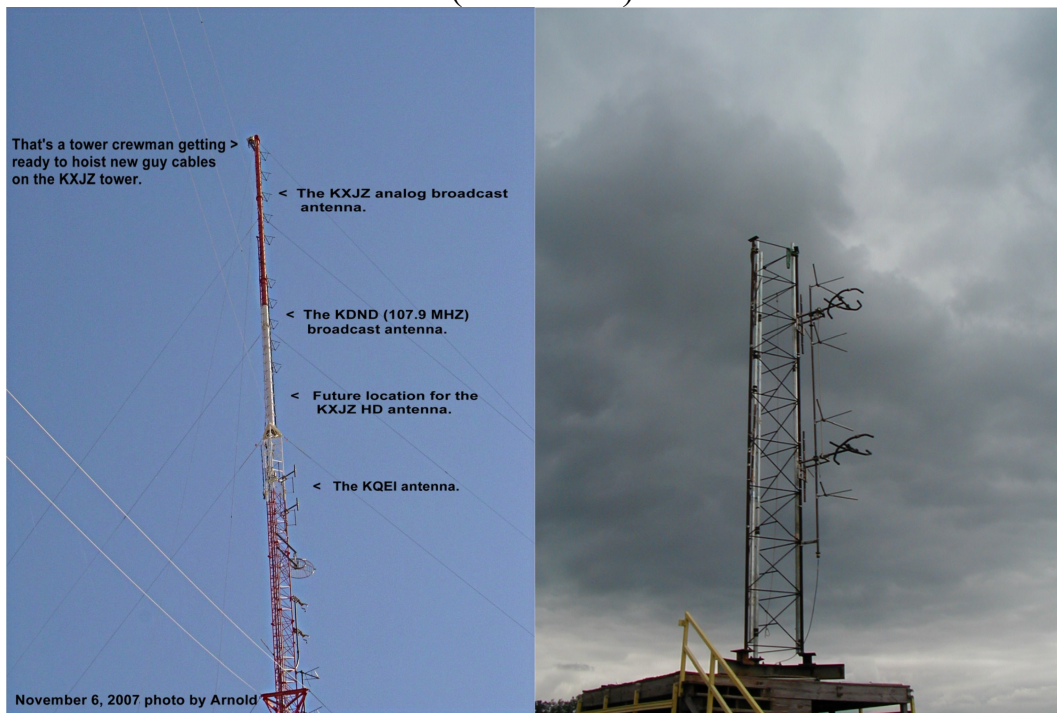 That's a tower crewman getting >
ready to hoist new guy cables
on the KXJZ tower.
< The KXJZ analog broadcast
antenna.
< The KDND (107.9 MHZ)
broadcast antenna.
< Future location for the
KXJZ HD antenna.
< The KQEI antenna.
November 6, 2007 photo by Arnold